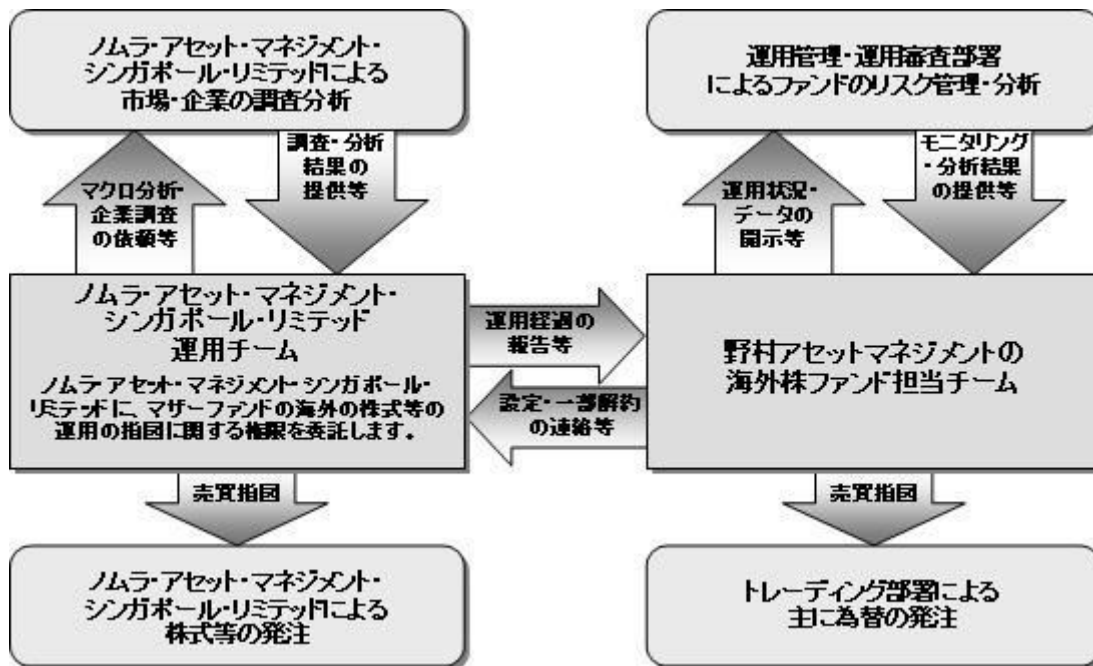 ノムラ・アセット・マネジメント・
シンガポール・リミテッドによる
市場・企業の調査分析
運用管理・運用審査部署
によるファンドのリスク管理・分析
マクロ分析・
企業調査
の依頼等
調査・分析
結果の
提供等
運用状況・
データの
開示等
モニタリング
・分析結果
の提供等
ノムラ・アセット・マネジメント・
シンガポール・リミテッド
運用チーム
ノムラ・アセット・マネジメント・シンガポール・
リミテッドに、マザーファンドの海外の株式等の
運用の指図に関する権限を委託します。
運用経過の
報告等
設定・一部解約
の連絡等
野村アセットマネジメントの
海外株ファンド担当チーム
売買指図
売買指図
ノムラ・アセット・マネジメント・
シンガポール・リミテッドによる
株式等の発注
トレーディング部署による
主に為替の発注